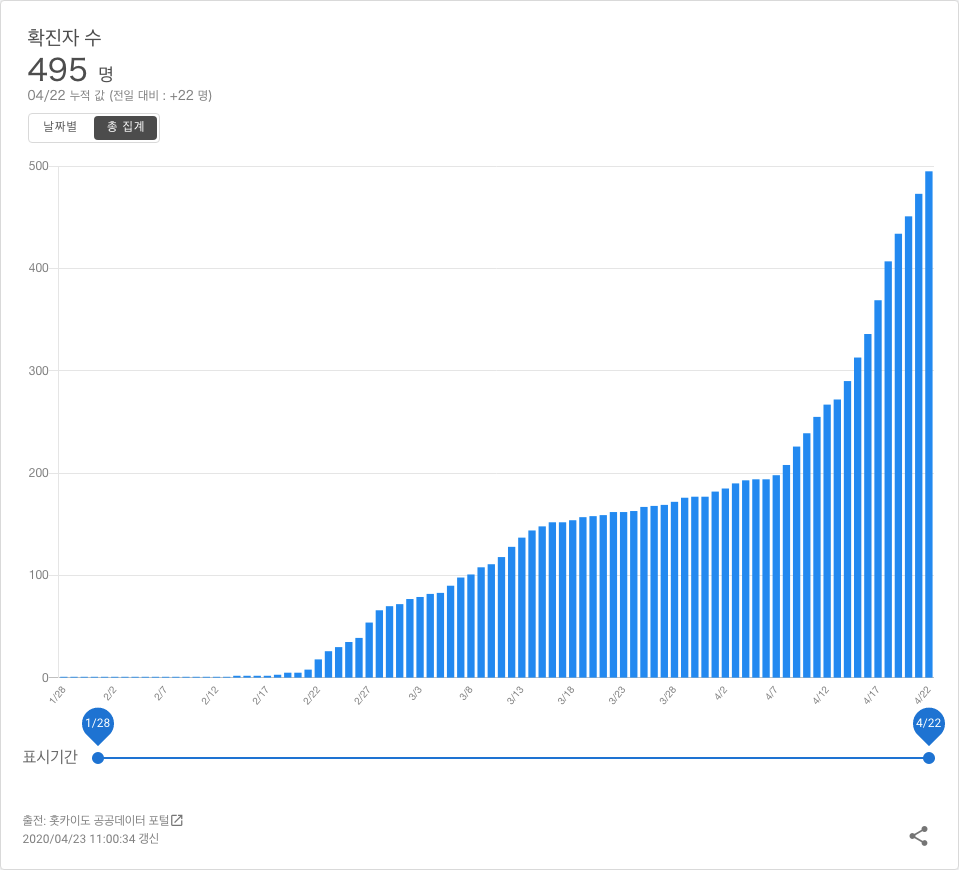 확진자 수
495 명
04/22 누적 값 (전일 대비 : +22 명)
날짜별 총 집계
500
400
300
200
100
0
1/28 2/2 2/7 2/12 2/17 2/22 2/27 3/3 3/8 3/13 3/18 3/23 3/28 4/2 4/7 4/12 4/17 4/22
1/28 4/22
표시기간
출전: 홋카이도 공공데이터 포털
2020/04/23 11:00:34 갱신